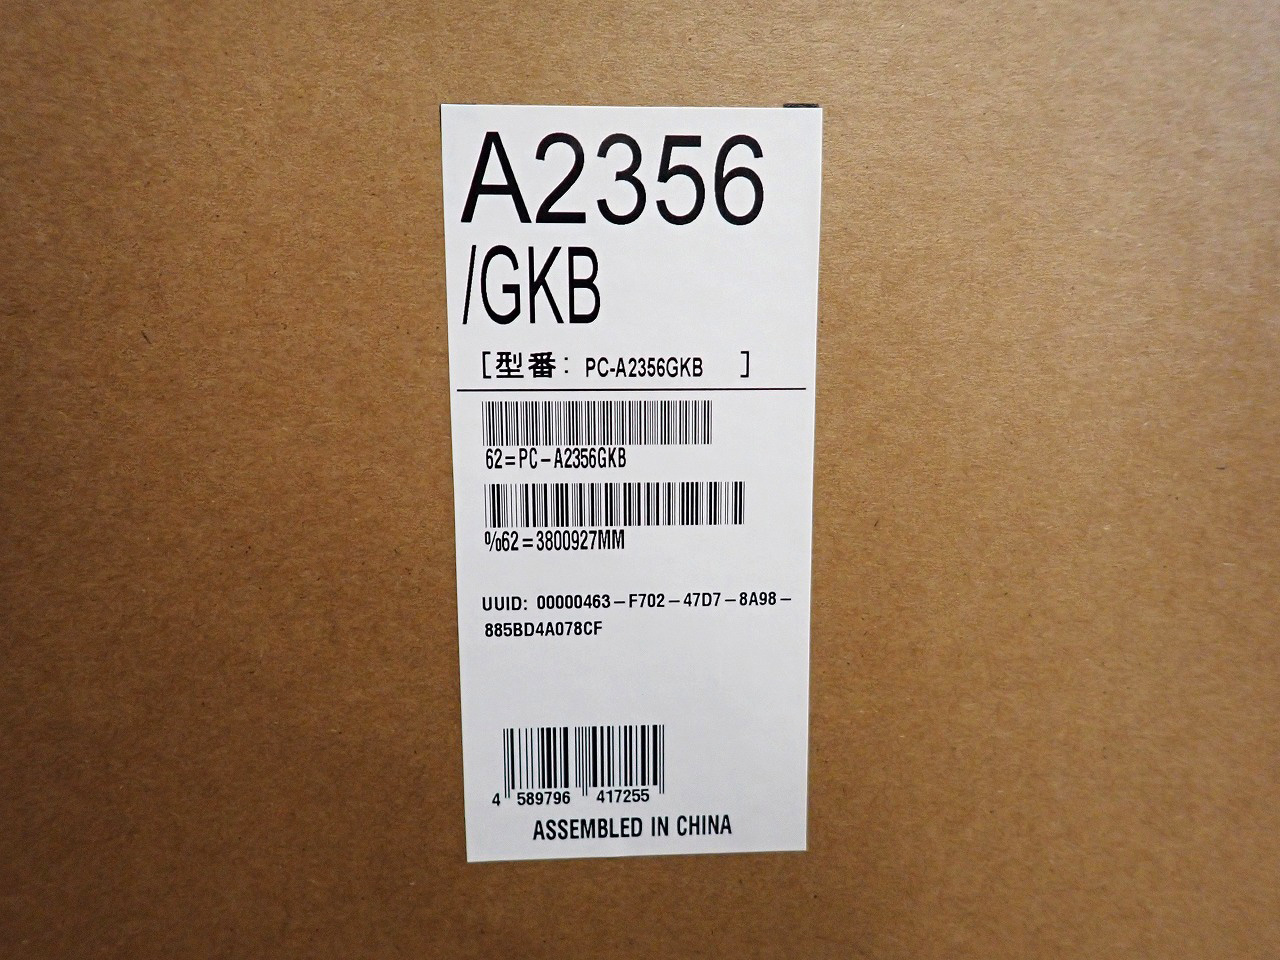 A2356
/GKB
[型番: PC-A2356GKB ]
62=PC-A2356GKB
%62=3800927MM
UUID: 00000463-F702-47D7-8A98-
885BD4A078CF
4 589796 417255
ASSEMBLED IN CHINA